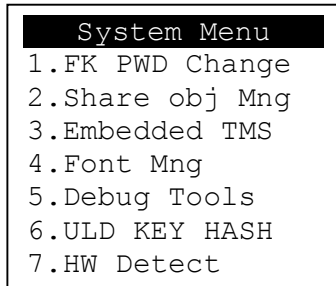 System Menu
1.FK PWD Change
2.Share obj Mng
3.Embedded TMS
4.Font Mng
5.Debug Tools
6.ULD KEY HASH
7.HW Detect